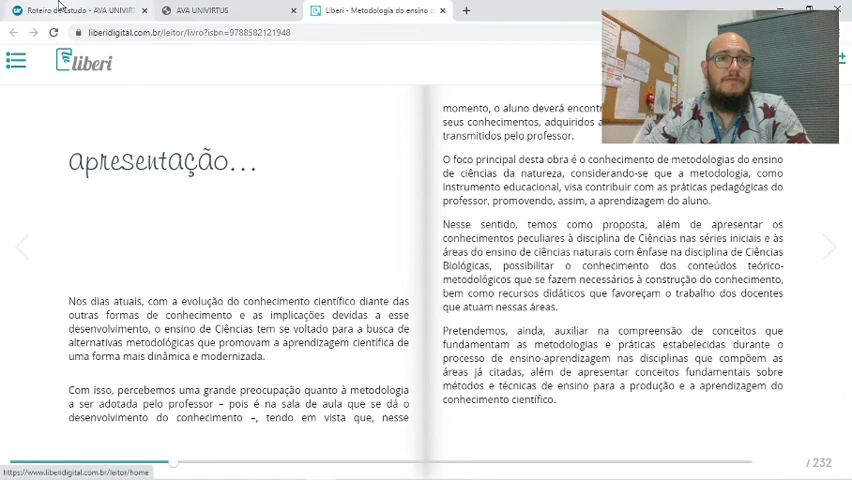 Roteiro de Estudo - AVA UNIVIRT
AVA UNIVIRTUS
Liberi - Metodologia do ensino d
liberidigital.com.br/leitor/livro?isbn=9788582121948
liberi
apresentação...
Nos dias atuais, com a evolução do conhecimento científico diante das
outras formas de conhecimento e as implicações devidas a esse
desenvolvimento, o ensino de Ciências tem se voltado para a busca de
alternativas metodológicas que promovam a aprendizagem científica de
uma forma mais dinâmica e modernizada.
Com isso, percebemos uma grande preocupação quanto à metodologia
a ser adotada pelo professor – pois é na sala de aula que se dá o
desenvolvimento do conhecimento –, tendo em vista que, nesse
momento, o aluno deverá encontr
seus conhecimentos, adquiridos a
transmitidos pelo professor.
O foco principal desta obra é o conhecimento de metodologias do ensino
de ciências da natureza, considerando-se que a metodologia, como
instrumento educacional, visa contribuir com as práticas pedagógicas do
professor, promovendo, assim, a aprendizagem do aluno.
Nesse sentido, temos como proposta, além de apresentar os
conhecimentos peculiares à disciplina de Ciências nas séries iniciais e às
áreas do ensino de ciências naturais com ênfase na disciplina de Ciências
Biológicas, possibilitar o conhecimento dos conteúdos teórico-
metodológicos que se fazem necessários à construção do conhecimento,
bem como recursos didáticos que favoreçam o trabalho dos docentes
que atuam nessas áreas.
Pretendemos, ainda, auxiliar na compreensão de conceitos que
fundamentam as metodologias e práticas estabelecidas durante o
processo de ensino-aprendizagem nas disciplinas que compõem as
áreas já citadas, além de apresentar conceitos fundamentais sobre
métodos e técnicas de ensino para a produção e a aprendizagem do
conhecimento científico.
/ 232
https://www.liberidigital.com.br/leitor/home